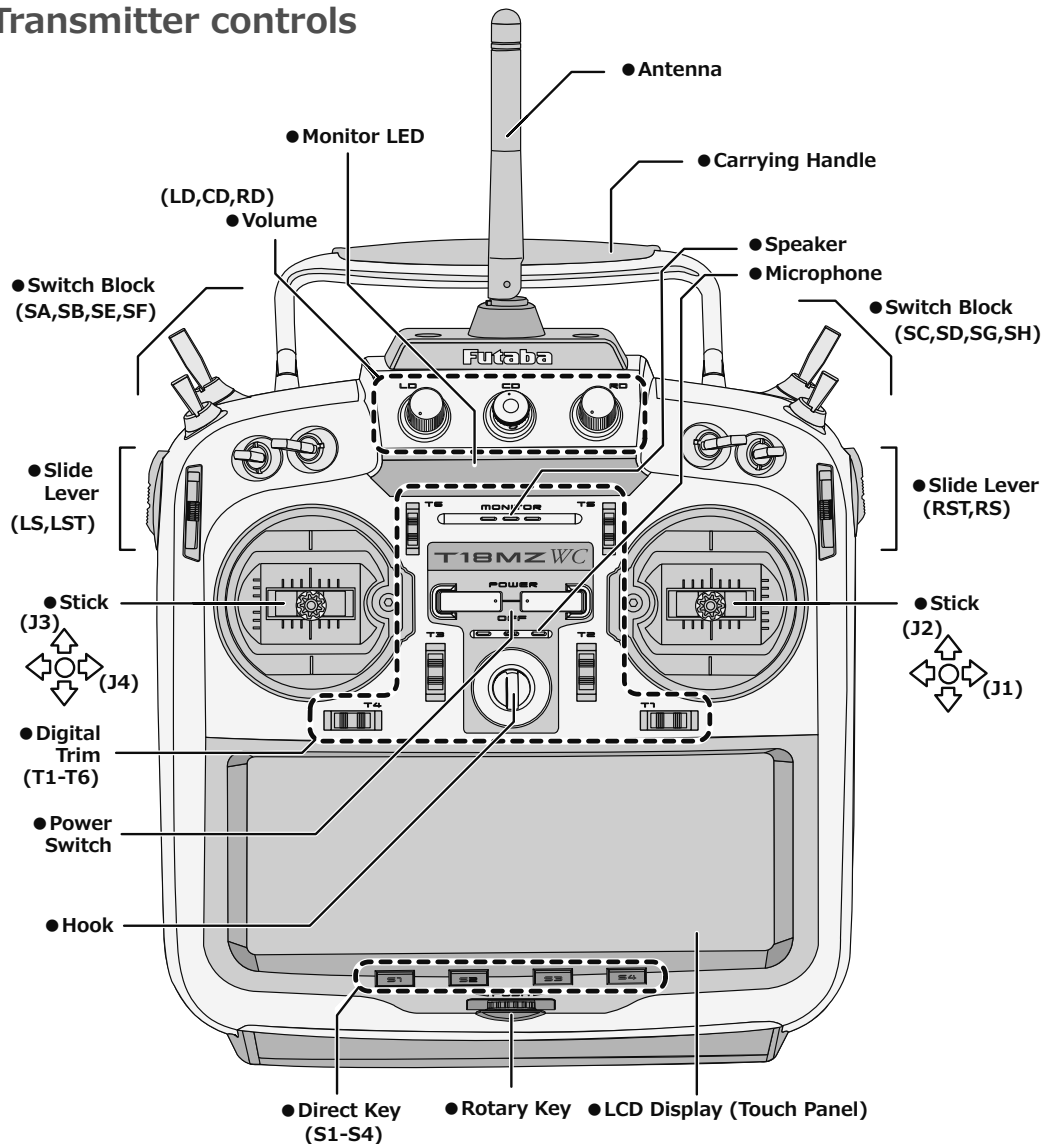 Transmitter controls
●Antenna
●Monitor LED
●Carrying Handle
(LD,CD,RD)
●Volume
●Speaker
●Microphone
●Switch Block
(SA,SB,SE,SF)
●Switch Block
(SC,SD,SG,SH)
Futaba
LD
CD
RD
●Slide
Lever
(LS,LST)
●Slide Lever
(RST,RS)
T6
MONITOR
T5
T18MZ WC
POWER
OFF
●Stick
(J3)
(J4)
●Stick
(J2)
(J1)
T3
T2
T4
T1
●Digital
Trim
(T1-T6)
●Power
Switch
●Hook
S1
S2
S3
S4
●Direct Key
(S1-S4)
●Rotary Key
●LCD Display (Touch Panel)